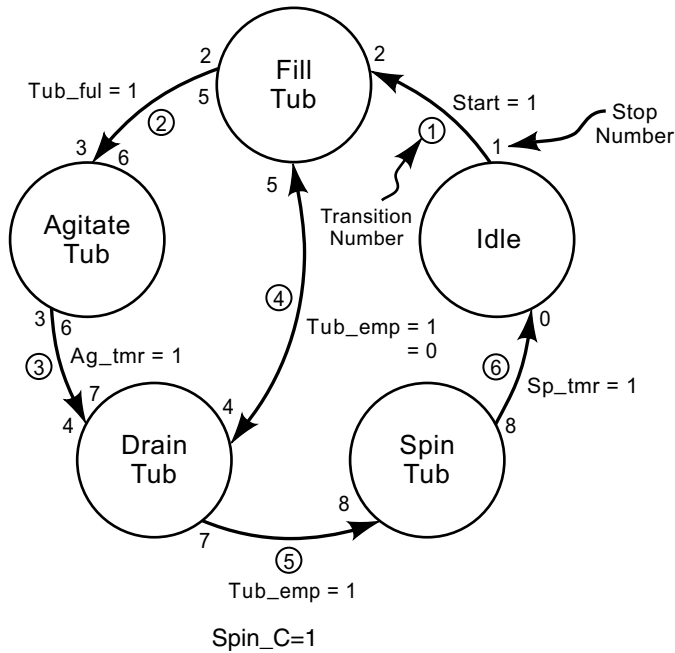 Fill
Tub
2
5
2
5
Tub_ful = 1
②
3
6
Start = 1
①
1
Stop
Number
Transition
Number
Agitate
Tub
Idle
3
6
③
Ag_tmr = 1
④
Tub_emp = 1
= 0
0
⑥
Sp_tmr = 1
7
4
4
Drain
Tub
Spin
Tub
8
8
7
⑤
Tub_emp = 1
Spin_C=1